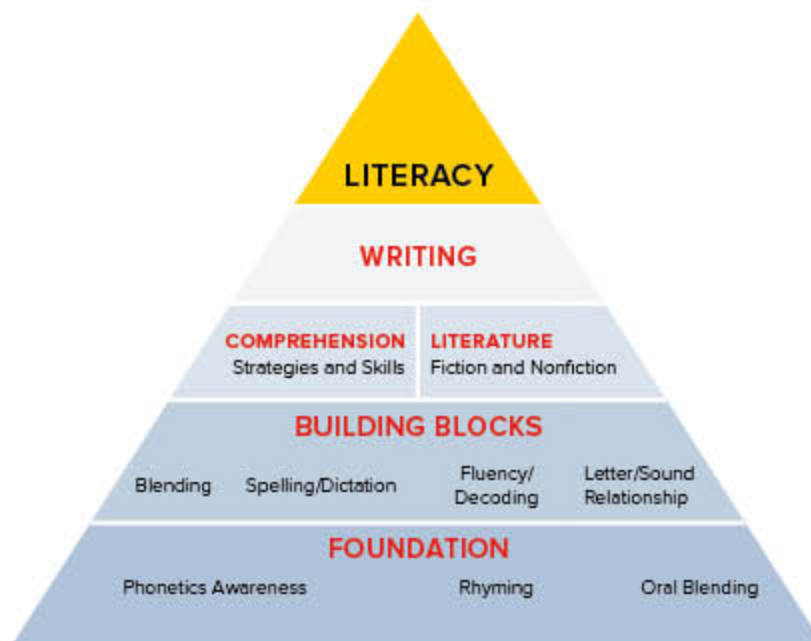 LITERACY
WRITING
COMPREHENSION
Strategies and Skills
LITERATURE
Fiction and Nonfiction
BUILDING BLOCKS
Blending
Spelling/Dictation
Fluency/
Decoding
Letter/Sound
Relationship
FOUNDATION
Phonetics Awareness
Rhyming
Oral Blending